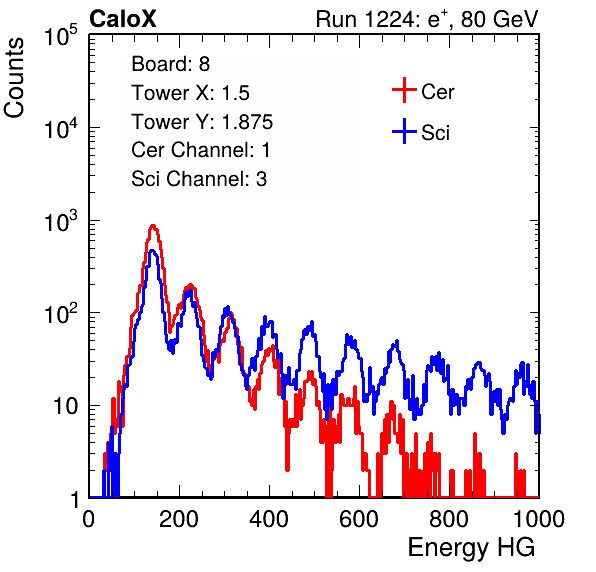 CaloX Run 1224: e⁺, 80 GeV
Counts
Board: 8
Tower X: 1.5
Tower Y: 1.875
Cer Channel: 1
Sci Channel: 3
Cer
Sci
10⁵
10⁴
10³
10²
10
1
0 200 400 600 800 1000
Energy HG